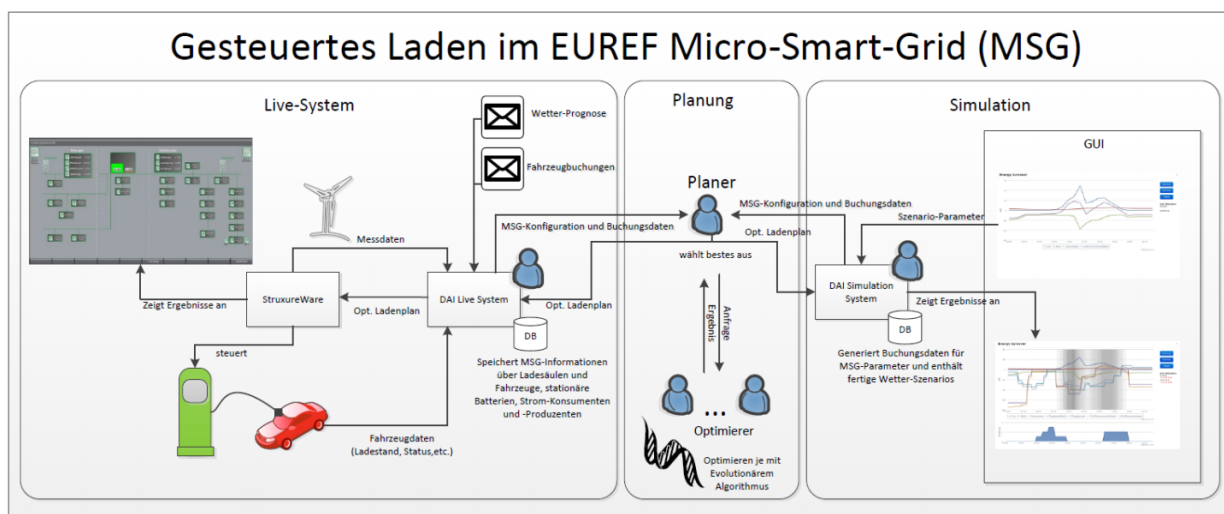 Gesteuertes Laden im EUREF Micro-Smart-Grid (MSG)
Live-System
Wetter-Prognose
Fahrzeugbuchungen
Messdaten
MSG-Konfiguration und Buchungsdaten
StruxureWare
DAI Live System
Zeigt Ergebnisse an
Opt. Ladenplan
Opt. Ladenplan
DB
steuert
Speichert MSG-Informationen
über Ladesäulen und
Fahrzeuge, stationäre
Batterien, Strom-Konsumenten
und -Produzenten
Fahrzeugdaten
(Ladestand, Status,etc.)
Planung
Planer
wählt bestes aus
Anfrage
Ergebnis
...
Optimierer
Optimieren je mit
Evolutionärem
Algorithmus
Simulation
GUI
MSG-Konfiguration und Buchungsdaten
Szenario-Parameter
Opt. Ladenplan
DAI Simulation
System
Zeigt Ergebnisse an
DB
Generiert Buchungsdaten für
MSG-Parameter und enthält
fertige Wetter-Szenarios